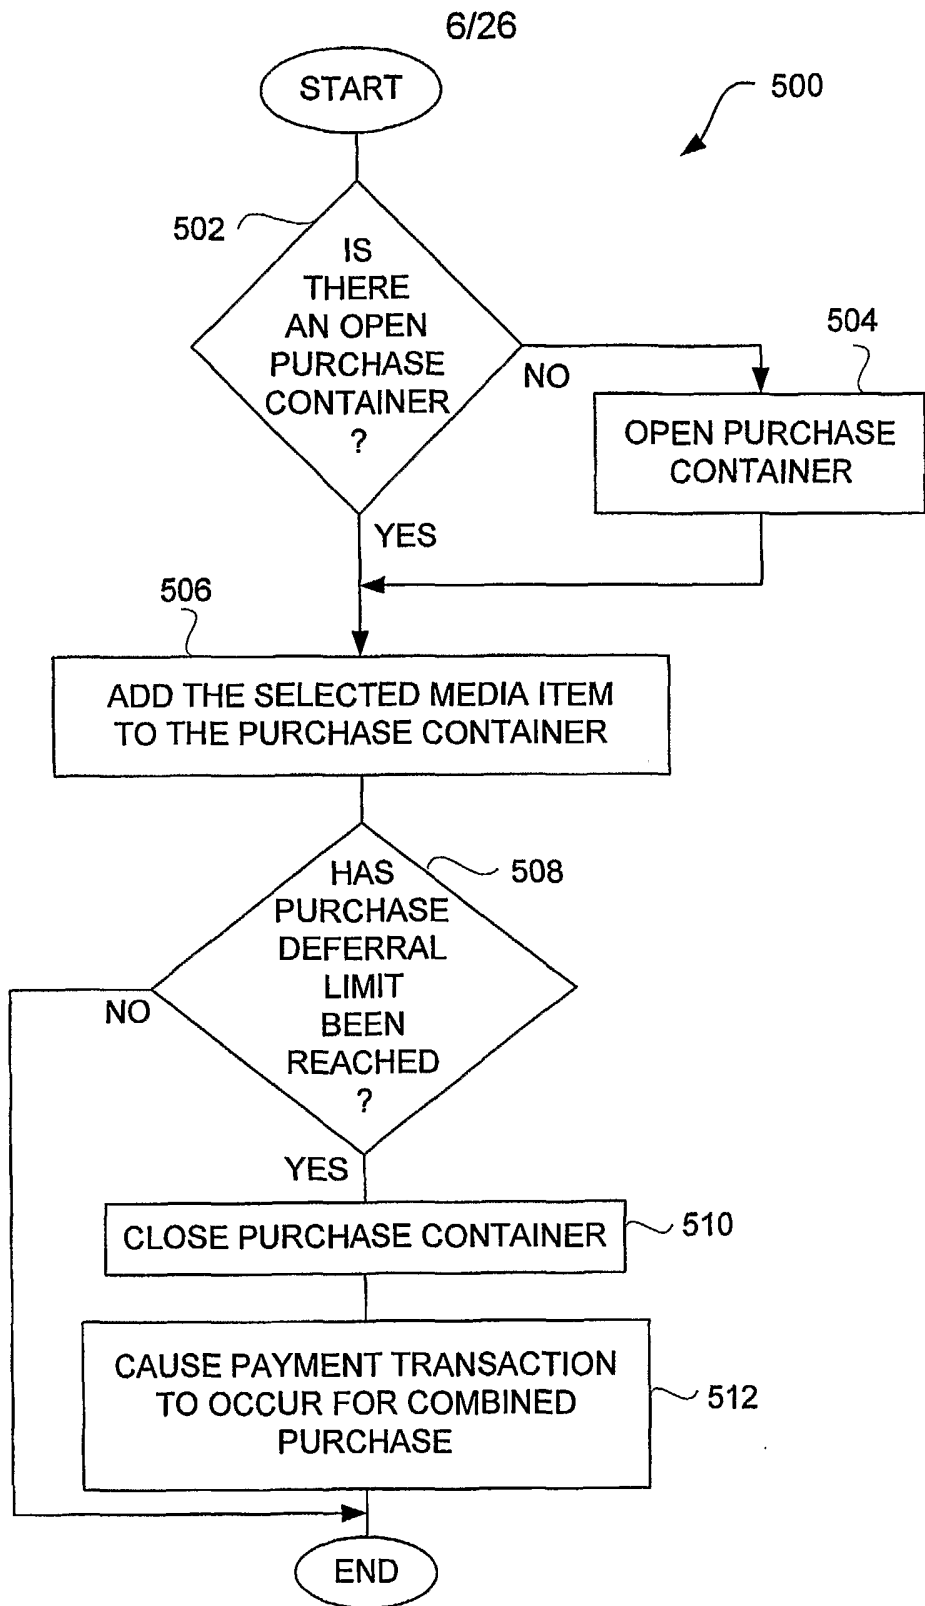 6/26
START
500
502
IS
THERE
AN OPEN
PURCHASE
CONTAINER
?
NO
504
OPEN PURCHASE
CONTAINER
YES
506
ADD THE SELECTED MEDIA ITEM
TO THE PURCHASE CONTAINER
508
HAS
PURCHASE
DEFERRAL
LIMIT
BEEN
REACHED
?
NO
YES
CLOSE PURCHASE CONTAINER
510
CAUSE PAYMENT TRANSACTION
TO OCCUR FOR COMBINED
PURCHASE
512
END